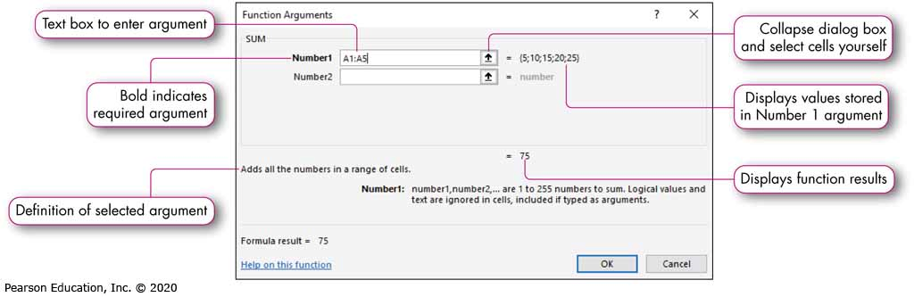 Text box to enter argument
Bold indicates
required argument
Definition of selected argument
Function Arguments
?
SUM
Number1
A1:A5
= {5;10;15;20;25}
Number2
= number
= 75
Adds all the numbers in a range of cells.
Number1: number1,number2,... are 1 to 255 numbers to sum. Logical values and
text are ignored in cells, included if typed as arguments.
Formula result = 75
Help on this function
OK
Cancel
Collapse dialog box
and select cells yourself
Displays values stored
in Number 1 argument
Displays function results
Pearson Education, Inc. © 2020